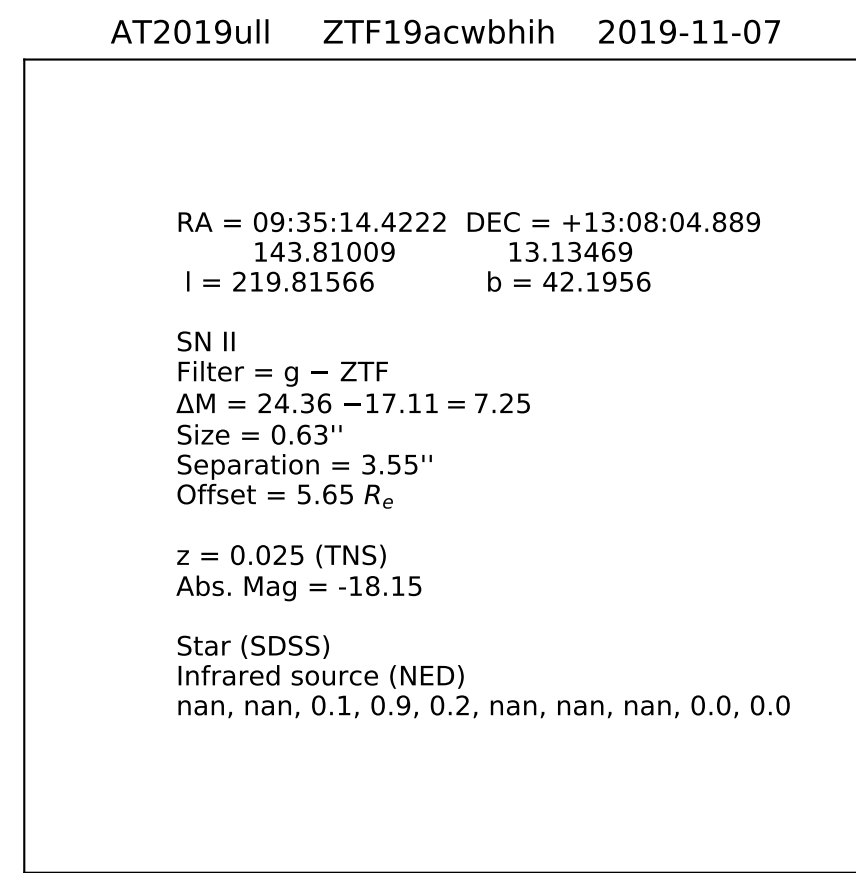 AT2019ull ZTF19acwbhih 2019-11-07
RA = 09:35:14.4222 DEC = +13:08:04.889
143.81009 13.13469
l = 219.81566 b = 42.1956
SN II
Filter = g − ZTF
ΔM = 24.36 −17.11 = 7.25
Size = 0.63''
Separation = 3.55''
Offset = 5.65 Re
z = 0.025 (TNS)
Abs. Mag = -18.15
Star (SDSS)
Infrared source (NED)
nan, nan, 0.1, 0.9, 0.2, nan, nan, nan, 0.0, 0.0